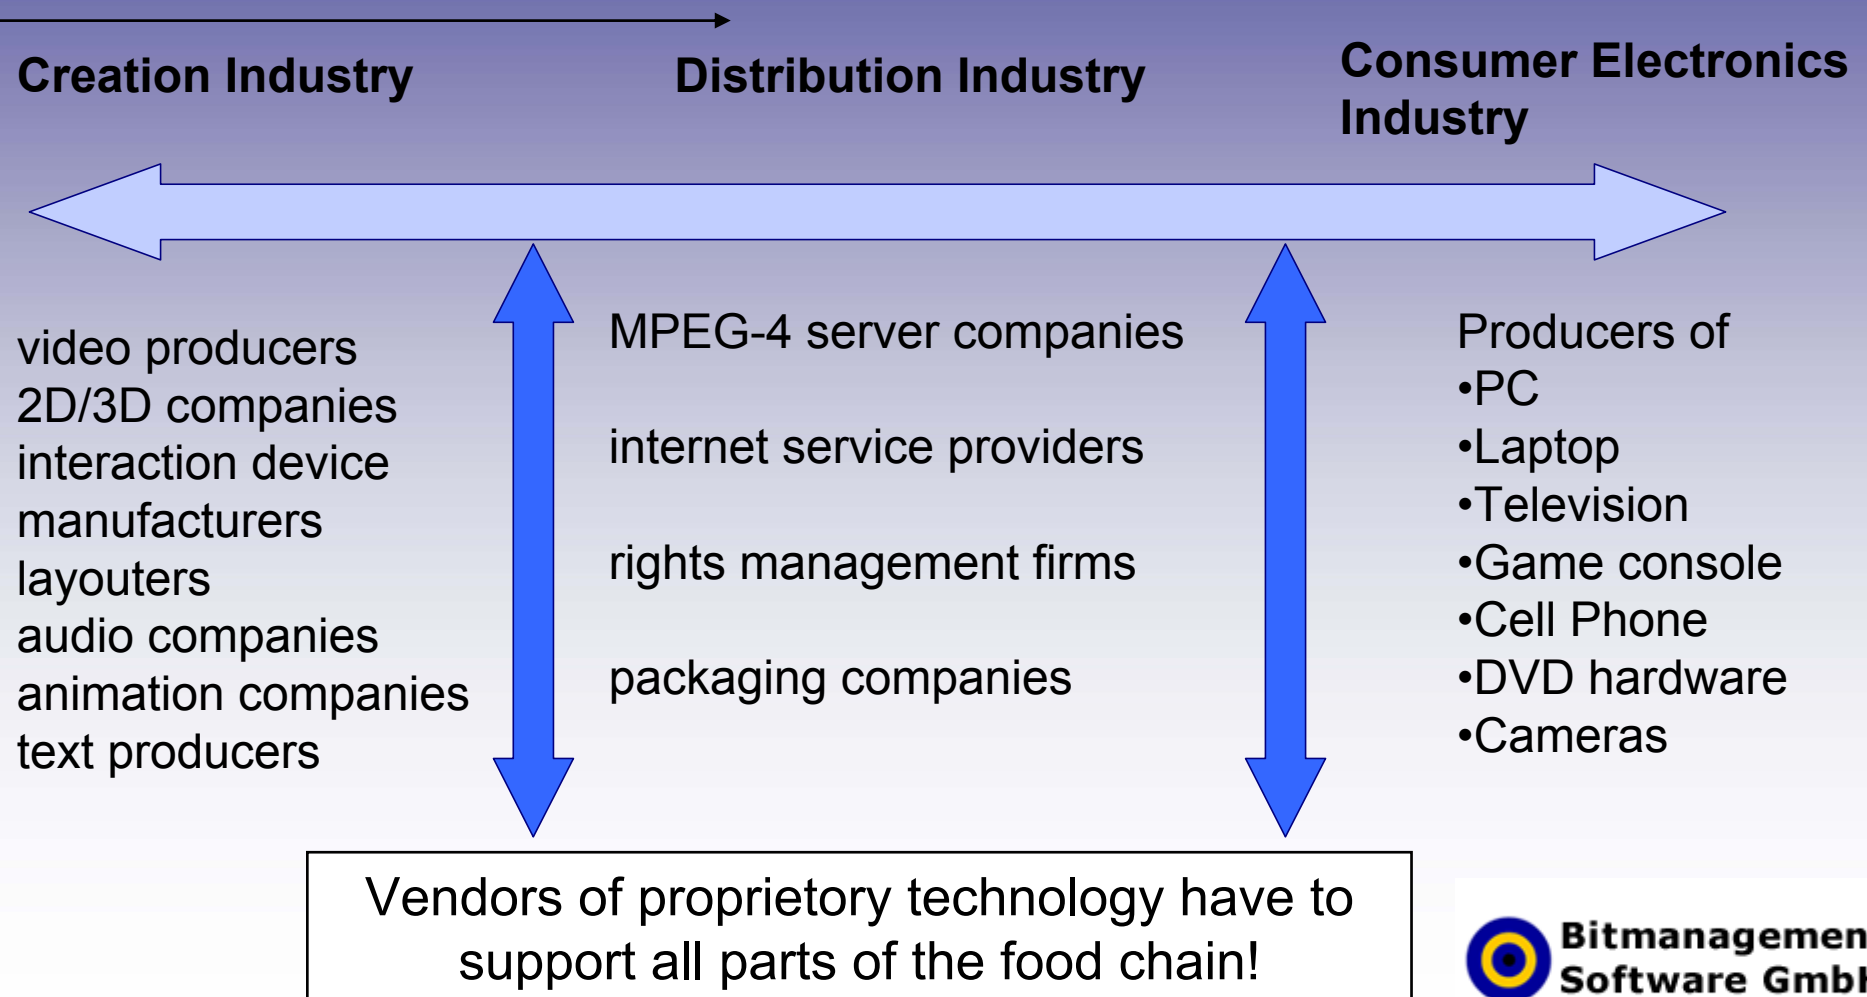 Creation Industry
Distribution Industry
Consumer Electronics
Industry
video producers
2D/3D companies
interaction device
manufacturers
layouters
audio companies
animation companies
text producers
MPEG-4 server companies
internet service providers
rights management firms
packaging companies
Producers of
•PC
•Laptop
•Television
•Game console
•Cell Phone
•DVD hardware
•Cameras
Vendors of proprietory technology have to
support all parts of the food chain!
Bitmanagemen
Software GmbH